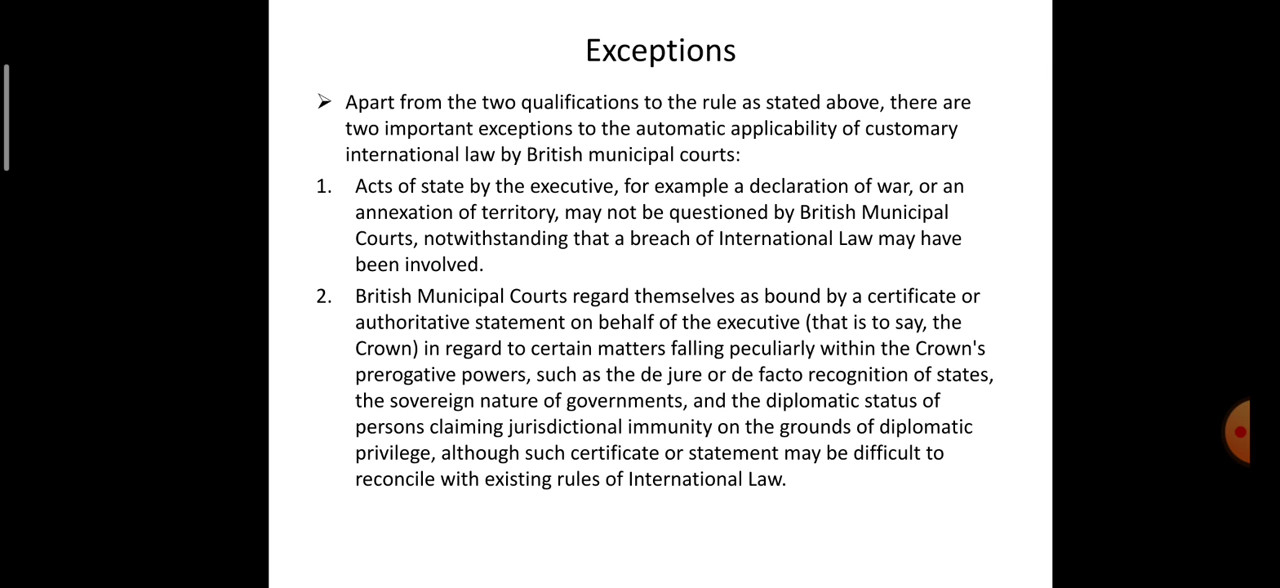 Exceptions
➢ Apart from the two qualifications to the rule as stated above, there are
two important exceptions to the automatic applicability of customary
international law by British municipal courts:
1. Acts of state by the executive, for example a declaration of war, or an
annexation of territory, may not be questioned by British Municipal
Courts, notwithstanding that a breach of International Law may have
been involved.
2. British Municipal Courts regard themselves as bound by a certificate or
authoritative statement on behalf of the executive (that is to say, the
Crown) in regard to certain matters falling peculiarly within the Crown's
prerogative powers, such as the de jure or de facto recognition of states,
the sovereign nature of governments, and the diplomatic status of
persons claiming jurisdictional immunity on the grounds of diplomatic
privilege, although such certificate or statement may be difficult to
reconcile with existing rules of International Law.